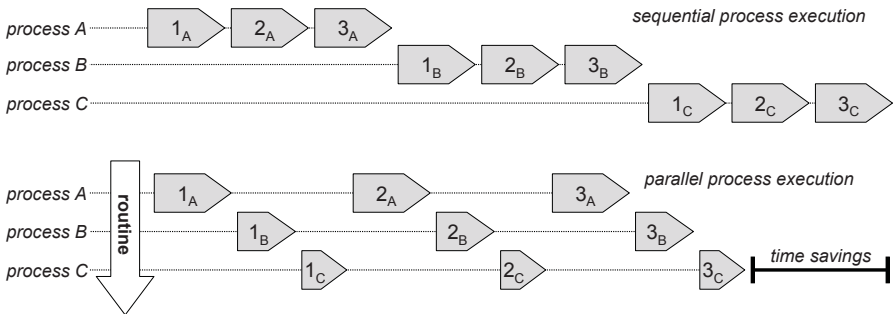 sequential process execution
process A 1A 2A 3A
process B 1B 2B 3B
process C 1C 2C 3C
routine
process A 1A 2A 3A parallel process execution
process B 1B 2B 3B
process C 1C 2C 3C time savings